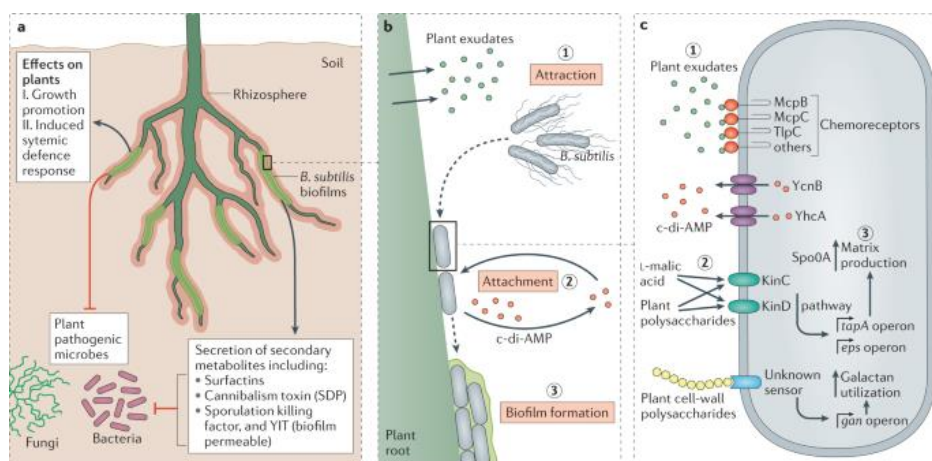 a
Effects on
plants
I. Growth
promotion
II. Induced
sytemic
defence
response
Soil
Rhizosphere
B. subtilis
biofilms
Plant
pathogenic
microbes
Fungi
Bacteria
Secretion of secondary
metabolites including:
• Surfactins
• Cannibalism toxin (SDP)
• Sporulation killing
factor, and YIT (biofilm
permeable)
b
Plant exudates
1
Attraction
B. subtilis
Attachment 2
c-di-AMP
3
Biofilm formation
Plant
root
c
1
Plant exudates
McpB
McpC
TlpC
others
Chemoreceptors
YcnB
YhcA
c-di-AMP
3
Spo0A
Matrix
production
L-malic
acid
2
KinC
KinD
Plant
polysaccharides
pathway
tapA operon
eps operon
Unknown
sensor
Galactan
utilization
Plant cell-wall
polysaccharides
gan operon